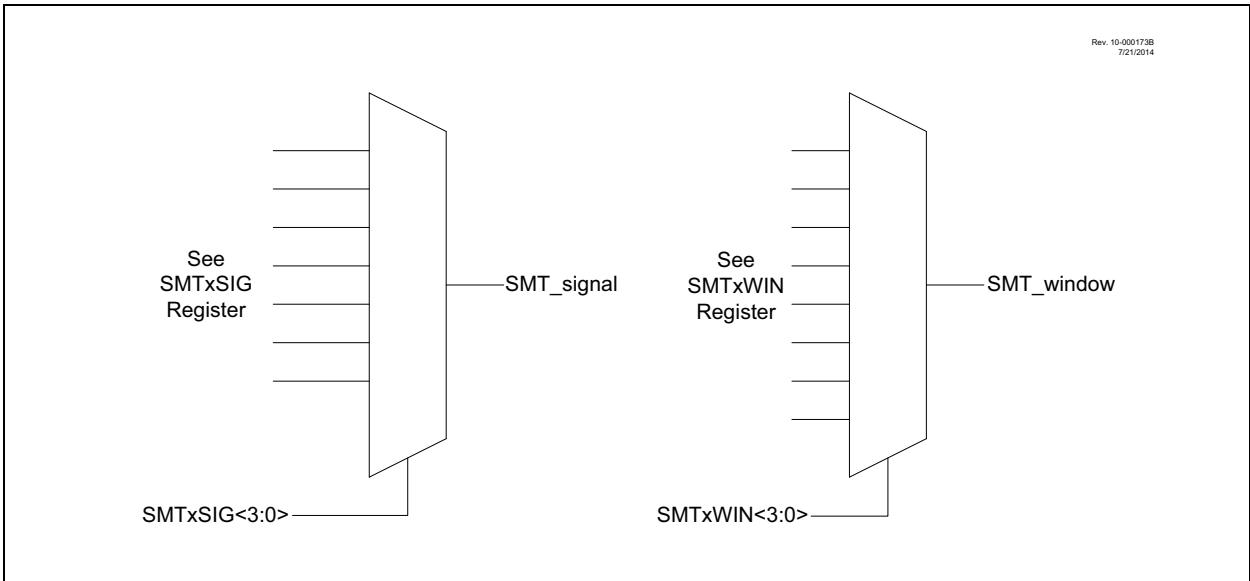 Rev. 10-000173B
7/21/2014
See
SMTxSIG
Register
SMT_signal
SMTxSIG<3:0>
See
SMTxWIN
Register
SMT_window
SMTxWIN<3:0>